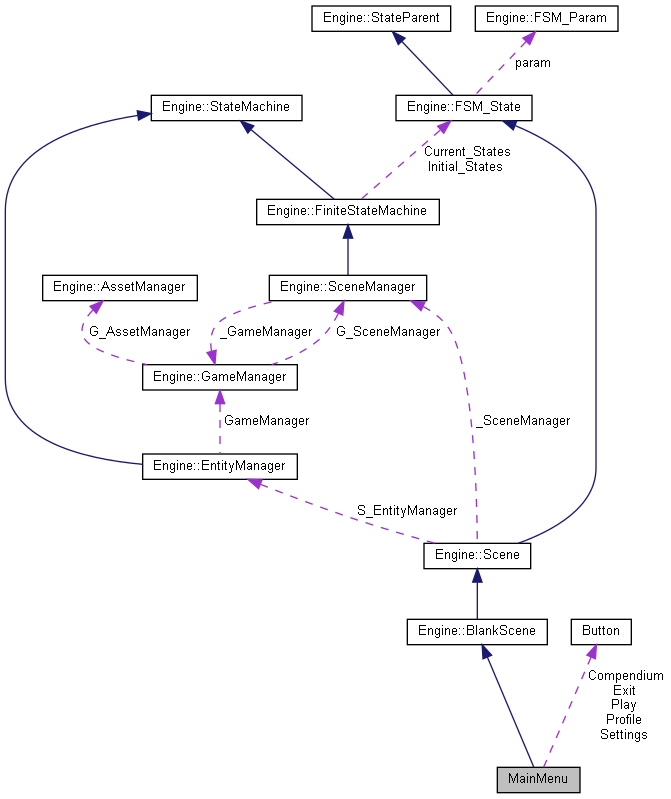 Engine::StateParent
Engine::FSM_Param
param
Engine::StateMachine
Engine::FSM_State
Current_States
Initial_States
Engine::FiniteStateMachine
Engine::AssetManager
Engine::SceneManager
G_AssetManager
_GameManager
G_SceneManager
Engine::GameManager
GameManager
_SceneManager
Engine::EntityManager
S_EntityManager
Engine::Scene
Engine::BlankScene
Button
Compendium
Exit
Play
Profile
Settings
MainMenu